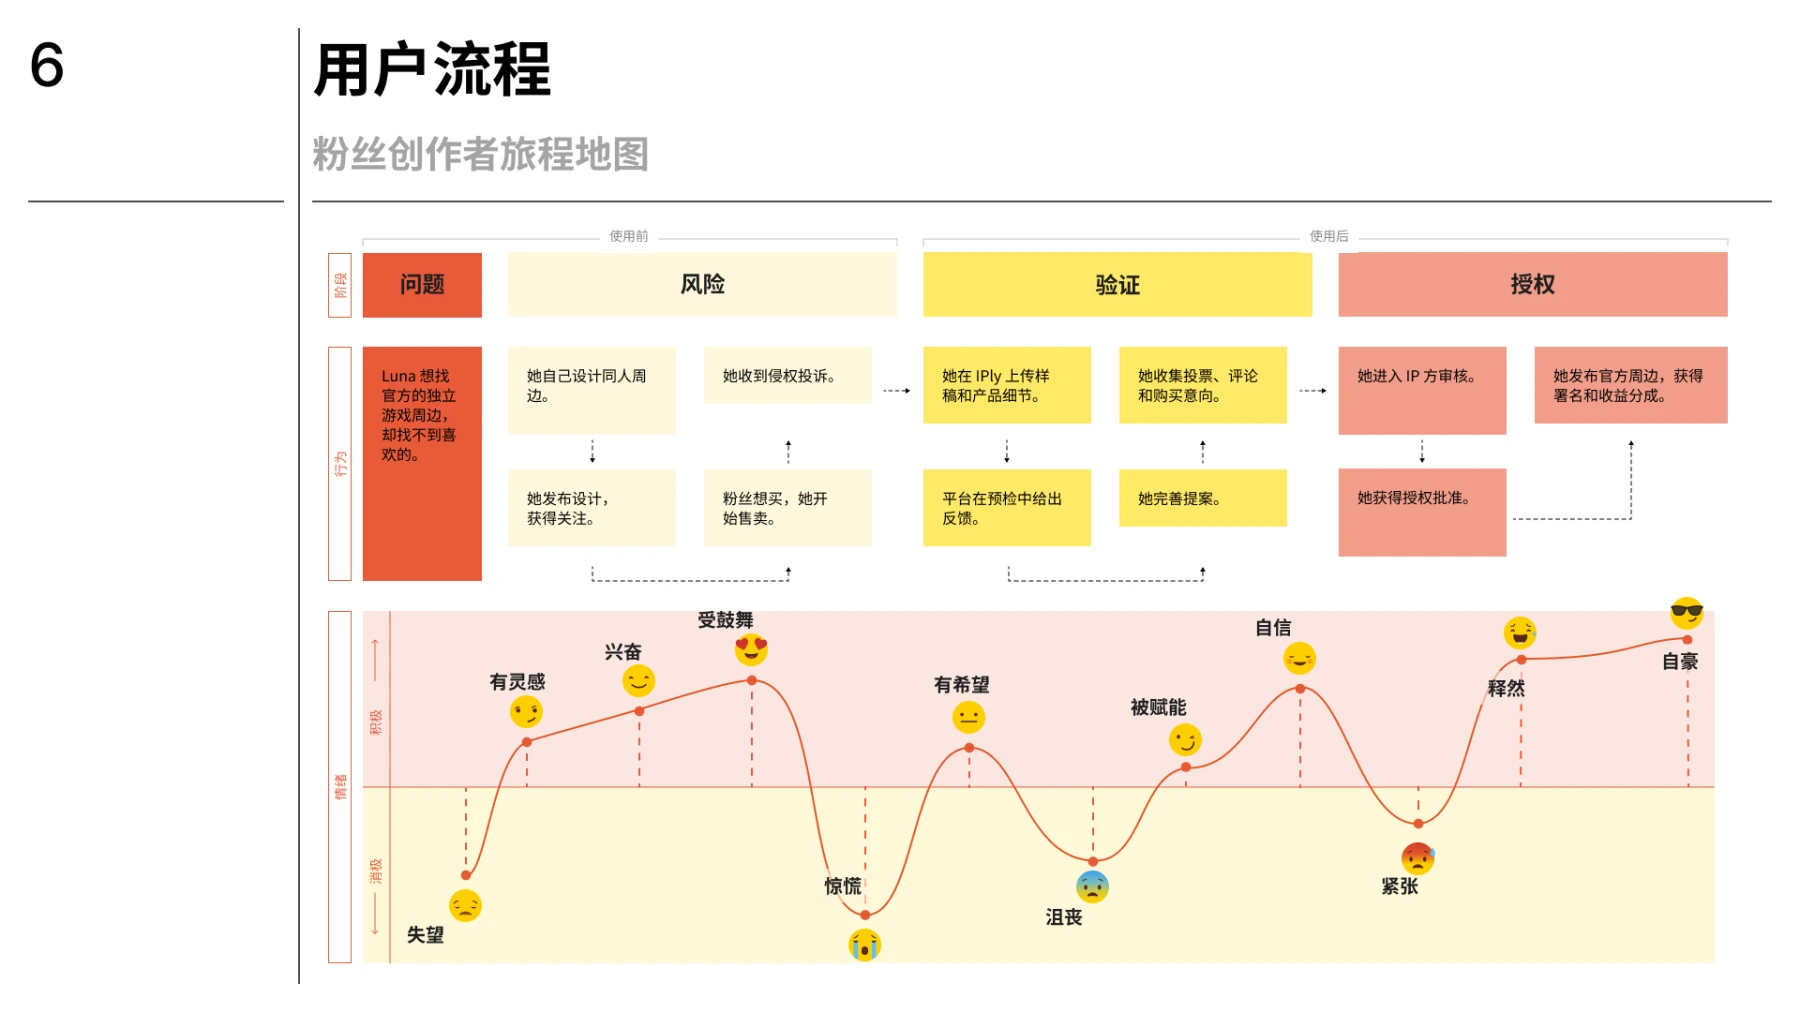 6
用户流程
粉丝创作者旅程地图
使用前
使用后
阶段
问题
风险
验证
授权
行为
Luna 想找
官方的独立
游戏周边，
却找不到喜
欢的。
她自己设计同人周
边。
她发布设计，
获得关注。
她收到侵权投诉。
粉丝想买，她开
始售卖。
她在 IPly 上传样
稿和产品细节。
平台在预检中给出
反馈。
她收集投票、评论
和购买意向。
她完善提案。
她进入 IP 方审核。
她获得授权批准。
她发布官方周边，获得
署名和收益分成。
情绪
积极
消极
失望
有灵感
兴奋
受鼓舞
惊慌
有希望
沮丧
被赋能
自信
紧张
释然
自豪